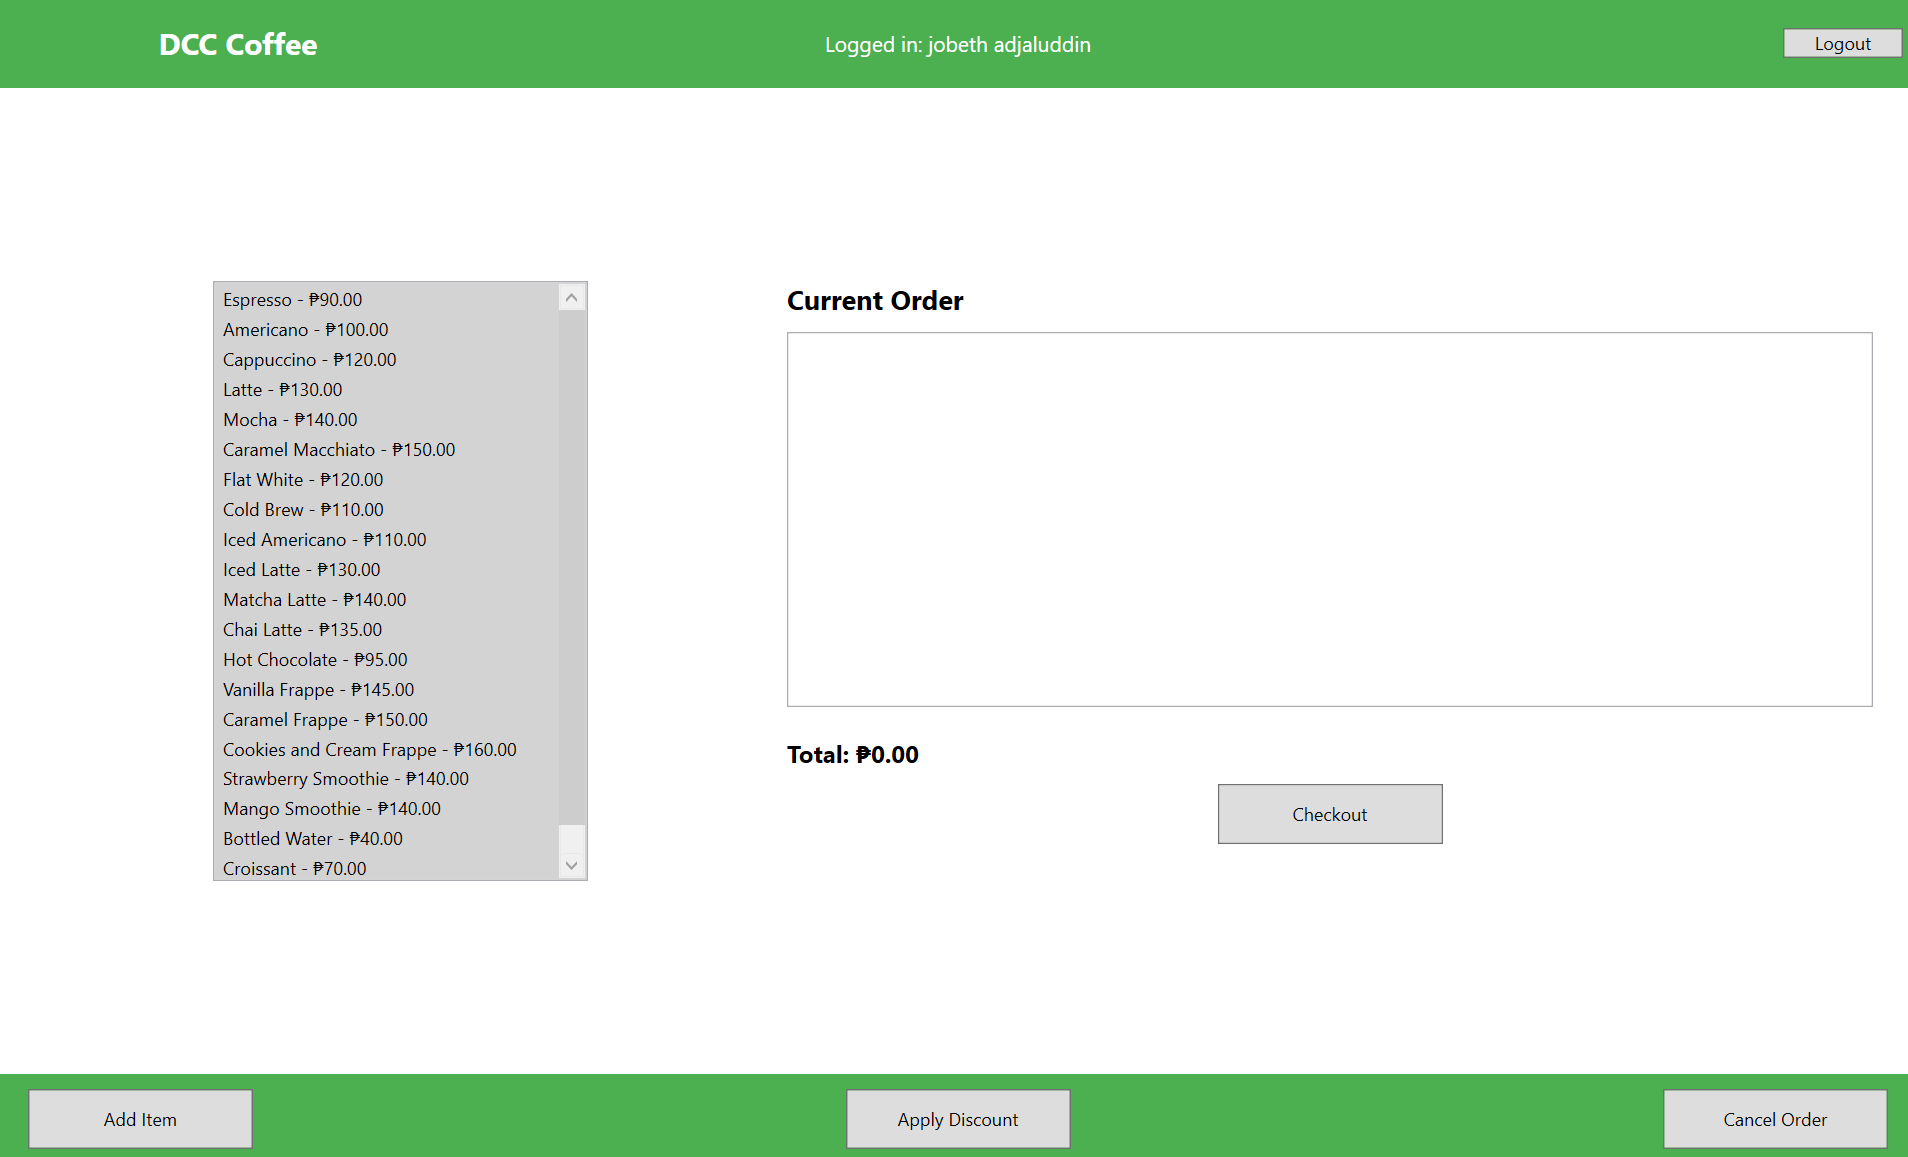 DCC Coffee
Logged in: jobeth adjaluddin
Logout
Espresso - ₱90.00
Americano - ₱100.00
Cappuccino - ₱120.00
Latte - ₱130.00
Mocha - ₱140.00
Caramel Macchiato - ₱150.00
Flat White - ₱120.00
Cold Brew - ₱110.00
Iced Americano - ₱110.00
Iced Latte - ₱130.00
Matcha Latte - ₱140.00
Chai Latte - ₱135.00
Hot Chocolate - ₱95.00
Vanilla Frappe - ₱145.00
Caramel Frappe - ₱150.00
Cookies and Cream Frappe - ₱160.00
Strawberry Smoothie - ₱140.00
Mango Smoothie - ₱140.00
Bottled Water - ₱40.00
Croissant - ₱70.00
Current Order
Total: ₱0.00
Checkout
Add Item
Apply Discount
Cancel Order